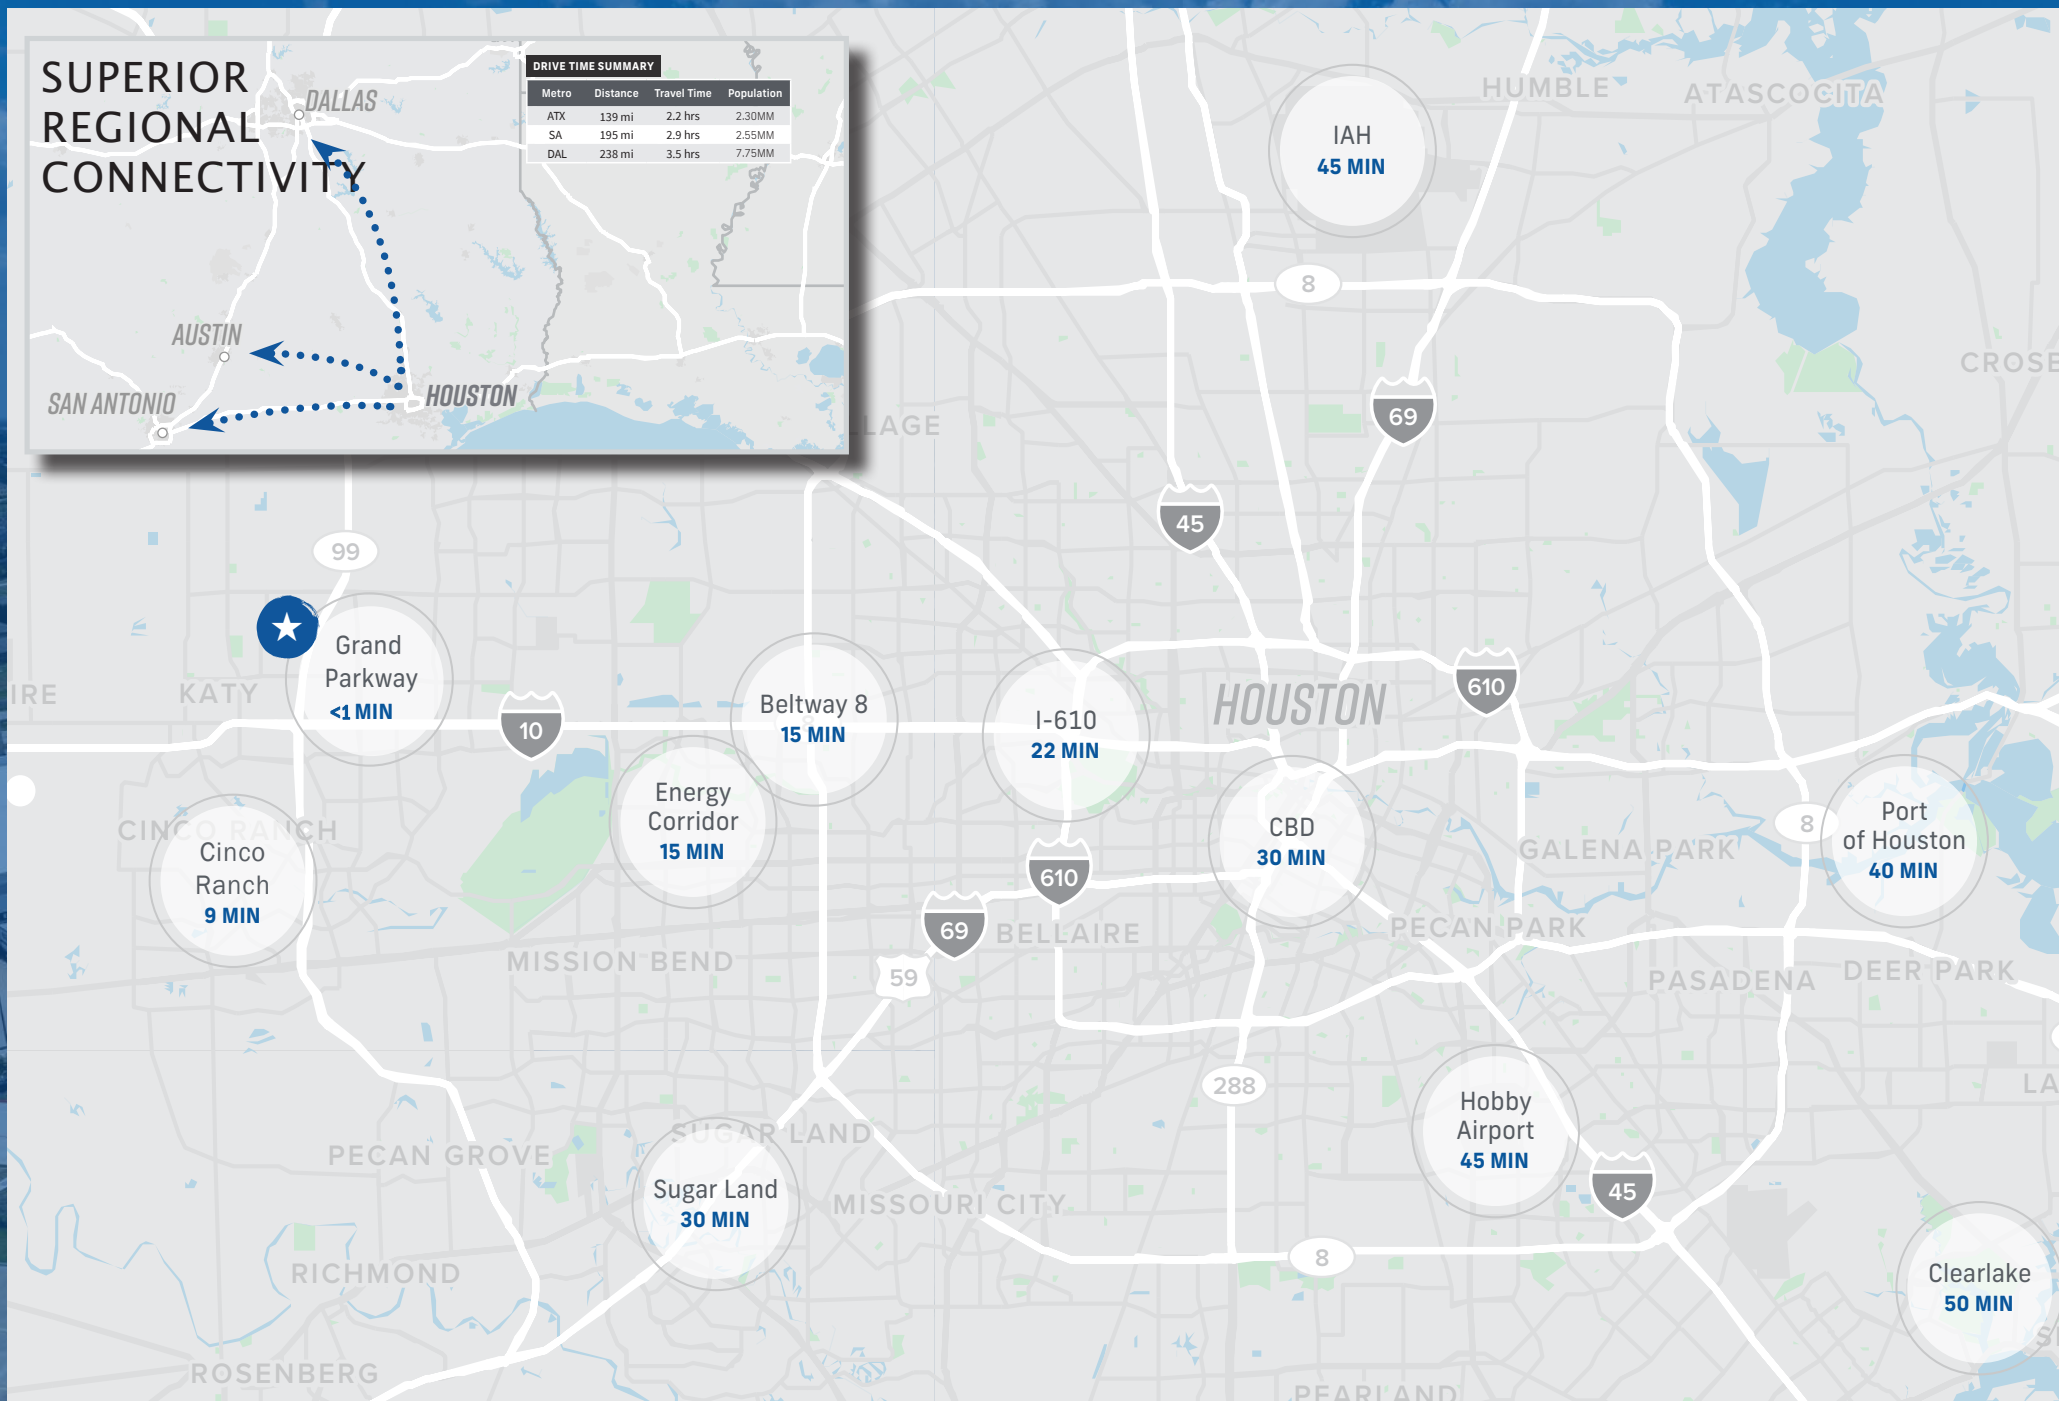 SUPERIOR
REGIONAL
CONNECTIVITY
DALLAS
AUSTIN
SAN ANTONIO
HOUSTON
DRIVE TIME SUMMARY
Metro Distance Travel Time Population
ATX 139 mi 2.2 hrs 2.30MM
SA 195 mi 2.9 hrs 2.55MM
DAL 238 mi 3.5 hrs 7.75MM
HUMBLE
ATASCOCITA
IAH
45 MIN
8
CROSB
69
LLAGE
45
99
Grand
Parkway
<1 MIN
IRE
KATY
10
Beltway 8
15 MIN
I-610
22 MIN
HOUSTON
610
Energy
Corridor
15 MIN
CINCO RANCH
Cinco
Ranch
9 MIN
CBD
30 MIN
GALENA PARK
8
Port
of Houston
40 MIN
610
69
BELLAIRE
PECAN PARK
MISSION BEND
59
PASADENA
DEER PARK
288
LA
Hobby
Airport
45 MIN
SUGAR LAND
PECAN GROVE
Sugar Land
30 MIN
MISSOURI CITY
45
8
RICHMOND
Clearlake
50 MIN
ROSENBERG
PEARLAND